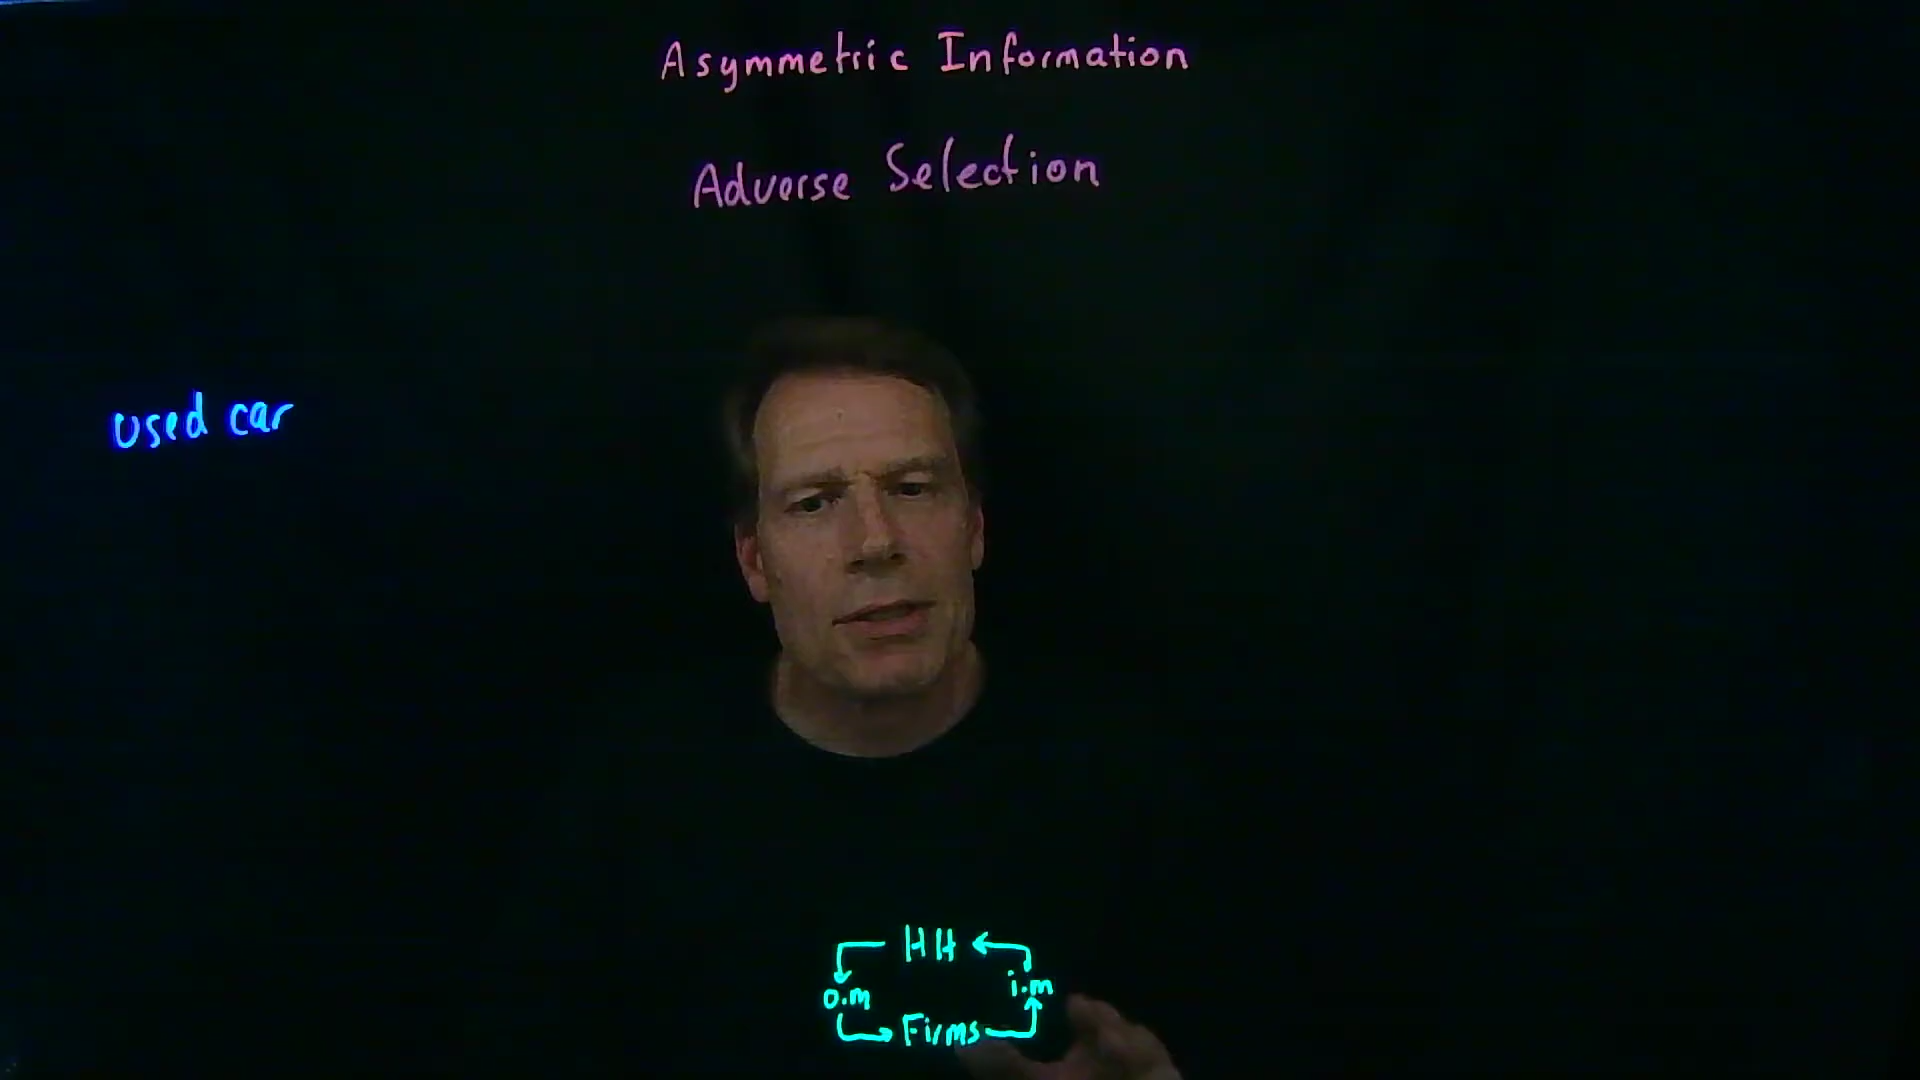 Asymmetric Information
Adverse Selection
used car
HH
o.m i.m
Firms